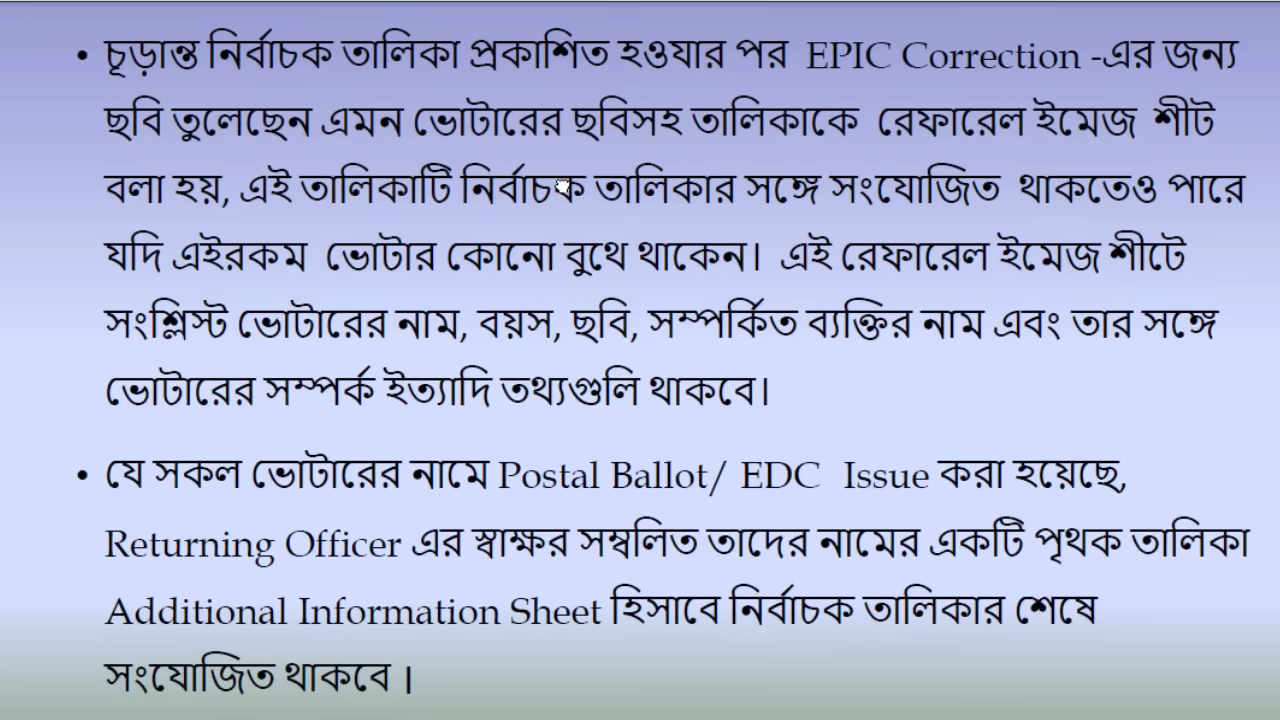 • চূড়ান্ত নির্বাচক তালিকা প্রকাশিত হওযার পর EPIC Correction -এর জন্য
ছবি তুলেছেন এমন ভোটারের ছবিসহ তালিকাকে রেফারেল ইমেজ শীট
বলা হয়, এই তালিকাটি নির্বাচক তালিকার সঙ্গে সংযোজিত থাকতেও পারে
যদি এইরকম ভোটার কোনো বুথে থাকেন। এই রেফারেল ইমেজ শীটে
সংশ্লিস্ট ভোটারের নাম, বয়স, ছবি, সম্পর্কিত ব্যক্তির নাম এবং তার সঙ্গে
ভোটারের সম্পর্ক ইত্যাদি তথ্যগুলি থাকবে।
• যে সকল ভোটারের নামে Postal Ballot/ EDC Issue করা হয়েছে,
Returning Officer এর স্বাক্ষর সম্বলিত তাদের নামের একটি পৃথক তালিকা
Additional Information Sheet হিসাবে নির্বাচক তালিকার শেষে
সংযোজিত থাকবে ।